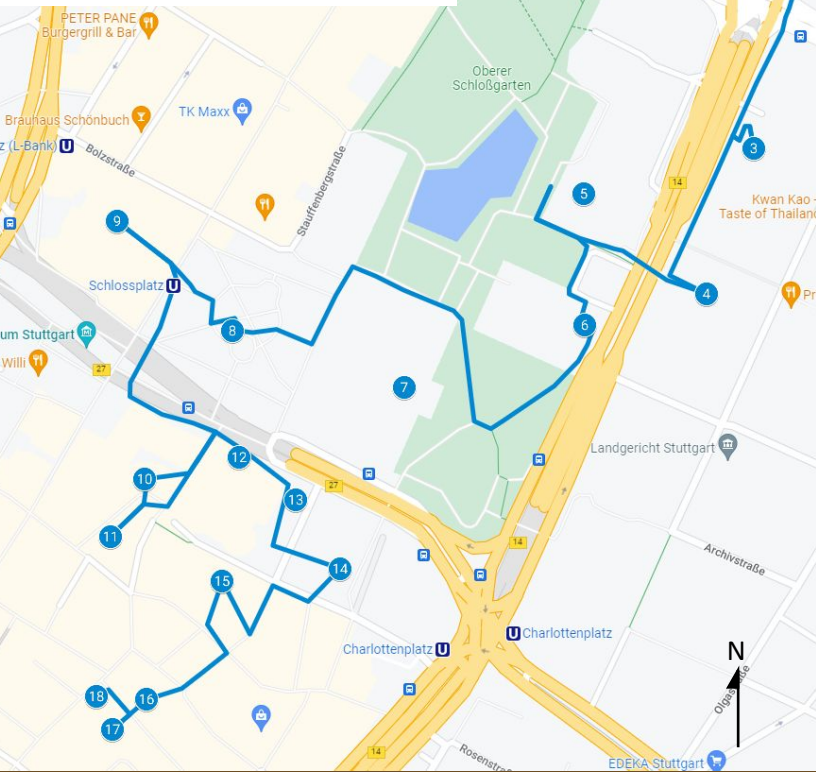 PETER PANE
Burgergrill & Bar
Oberer
Schloßgarten
TK Maxx
Brauhaus Schönbuch
z (L-Bank) U
Bolzstraße
Stauffenbergstraße
3
14
5
Kwan Kao -
Taste of Thailand
9
Schlossplatz U
4
Pr
8
6
um Stuttgart
Willi
27
7
12
Landgericht Stuttgart
10
27
13
11
14
Archivstraße
14
15
Charlottenplatz U
U Charlottenplatz
N
18
16
17
Olgastraße
14
Rosenstra
EDEKA Stuttgart